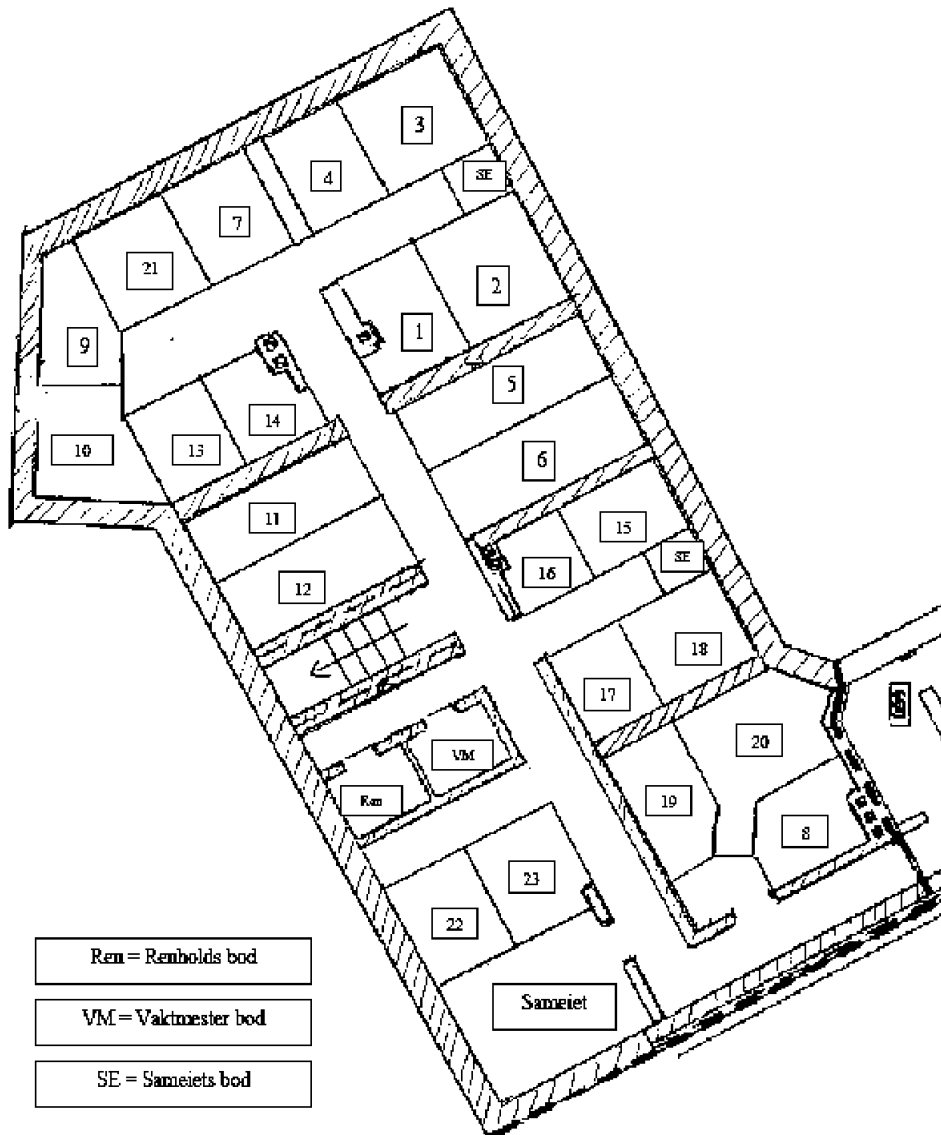 3
4
SE
7
21
2
9
1
5
14
13
10
6
11
15
16
SE
12
18
17
20
VM
Ren
19
8
23
22
Sameiet
Ren = Renholds bod
VM = Vaktmester bod
SE = Sameiets bod